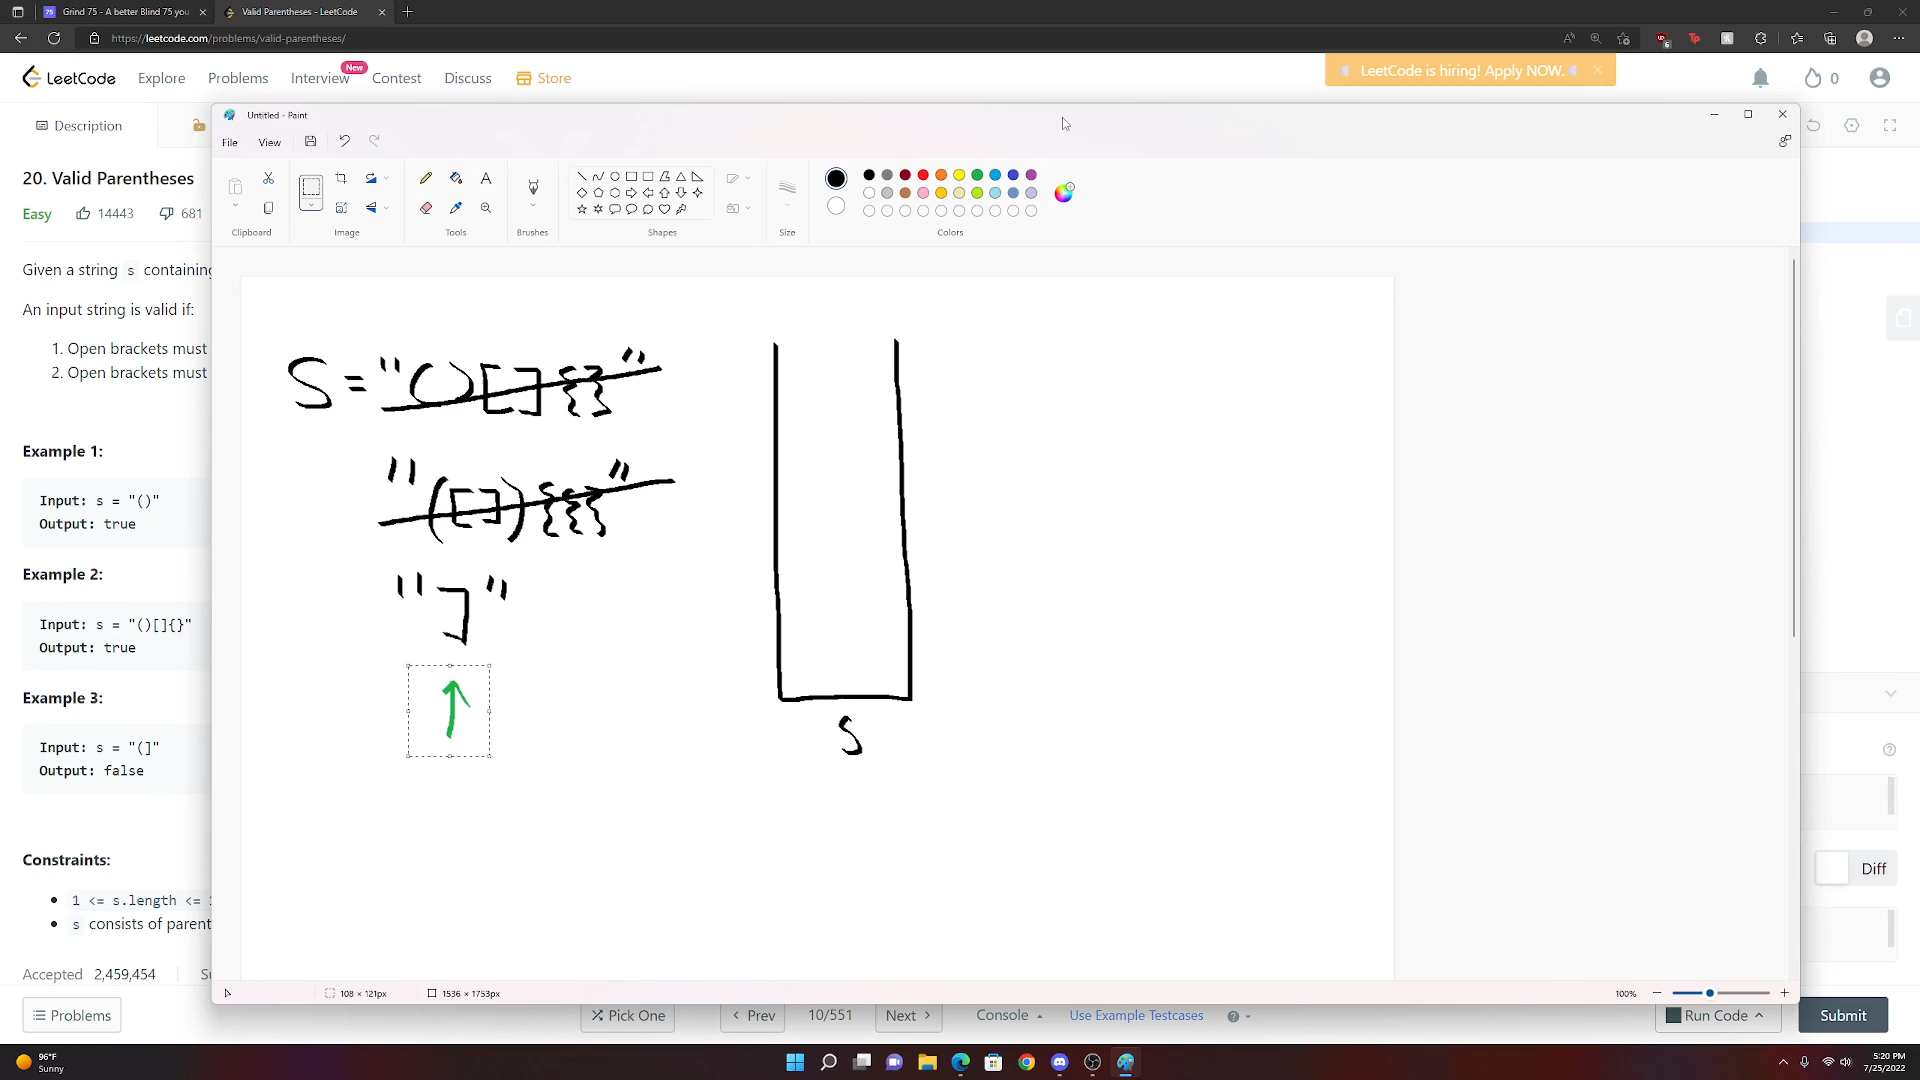 75 Grind 75 - A better Blind 75 you
Valid Parentheses - LeetCode
https://leetcode.com/problems/valid-parentheses/
LeetCode Explore Problems Interview New Contest Discuss Store
LeetCode is hiring! Apply NOW.
0
Description
Untitled - Paint
File View
Clipboard Image Tools Brushes Shapes Size Colors
20. Valid Parentheses
Easy 14443 681
Given a string s containing
An input string is valid if:
1. Open brackets must
2. Open brackets must
Example 1:
Input: s = "()"
Output: true
Example 2:
Input: s = "()[]{}"
Output: true
Example 3:
Input: s = "(]"
Output: false
Constraints:
1 <= s.length <=
s consists of parent
Accepted 2,459,454
S = "()[]{}"
"([]){{}"
"]"
S
Diff
108 × 121px 1536 × 1753px 100%
Problems Pick One Prev 10/551 Next Console Use Example Testcases Run Code Submit
96°F
Sunny
5:20 PM
7/25/2022